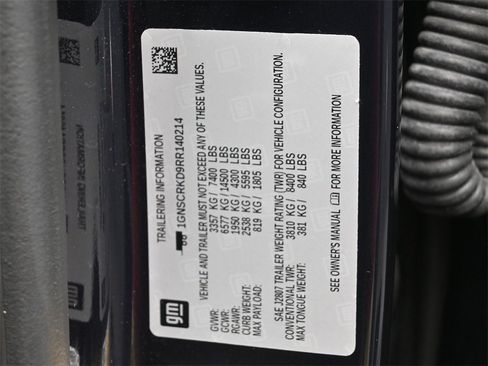 gm
TRAILERING INFORMATION
1GNSCRKD9RR140214
VEHICLE AND TRAILER MUST NOT EXCEED ANY OF THESE VALUES.
GVWR: 3357 KG / 7400 LBS
GCWR: 6577 KG / 14500 LBS
RGAWR: 1950 KG / 4300 LBS
CURB WEIGHT: 2538 KG / 5595 LBS
MAX PAYLOAD: 819 KG / 1805 LBS
SAE J2807 TRAILER WEIGHT RATING (TWR) FOR VEHICLE CONFIGURATION.
CONVENTIONAL TWR: 3810 KG / 8400 LBS
MAX TONGUE WEIGHT: 381 KG / 840 LBS
SEE OWNER'S MANUAL FOR MORE INFORMATION